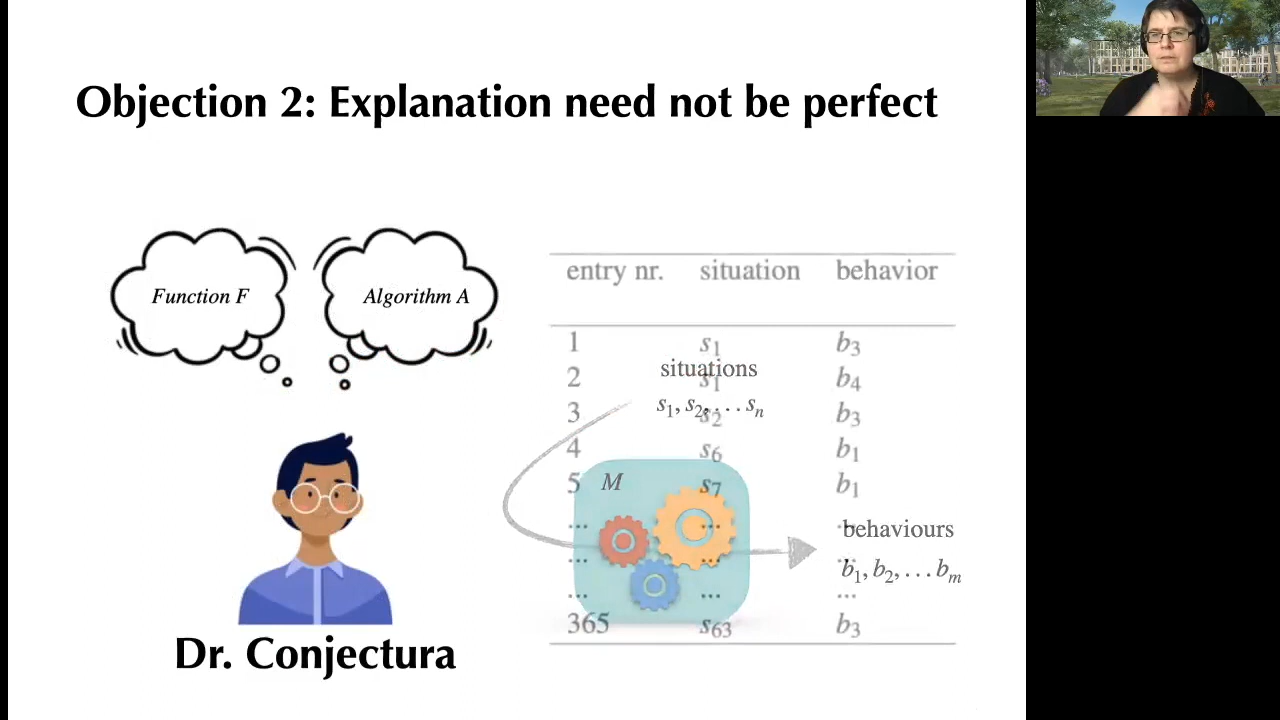 Objection 2: Explanation need not be perfect
Function F
Algorithm A
Dr. Conjectura
entry nr. situation behavior
1 s1 b3
2 s1 b4
3 s2 b3
4 s6 b1
5 s7 b1
... ... ...
... ... ...
... ... ...
365 s63 b3
situations
s1, s2, . . . sn
M
behaviours
b1, b2, . . . bm